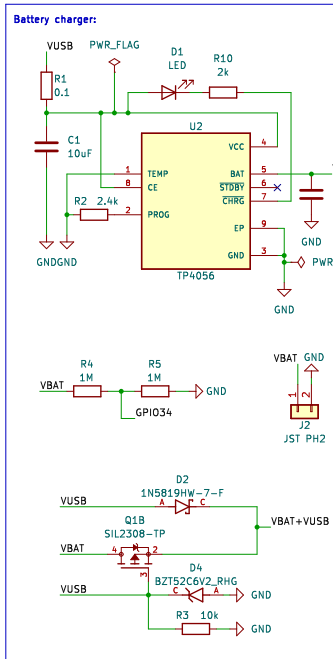 Battery charger:
VUSB
PWR_FLAG
D1
LED
R10
2k
R1
0.1
C1
10uF
U2
4
VCC
1
TEMP
BAT
5
8
CE
STDBY
6
R2 2.4k
2
PROG
CHRG
7
EP
9
GND
3
TP4056
GND
GND
GND
PWR
GND
R4
1M
R5
1M
VBAT
GND
GPIO34
VBAT GND
1
2
J2
JST PH2
D2
1N5819HW-7-F
VUSB
A
C
Q1B
SIL2308-TP
VBAT+VUSB
VBAT
4
2
3
D4
BZT52C6V2_RHG
VUSB
C
A
GND
R3 10k
GND